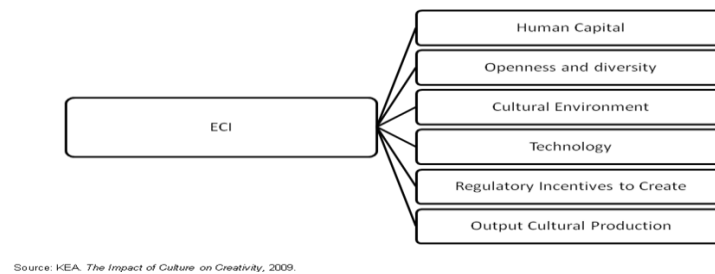 Human Capital
Openness and diversity
Cultural Environment
ECI
Technology
Regulatory Incentives to Create
Output Cultural Production
Source: KEA. The Impact of Culture on Creativity, 2009.